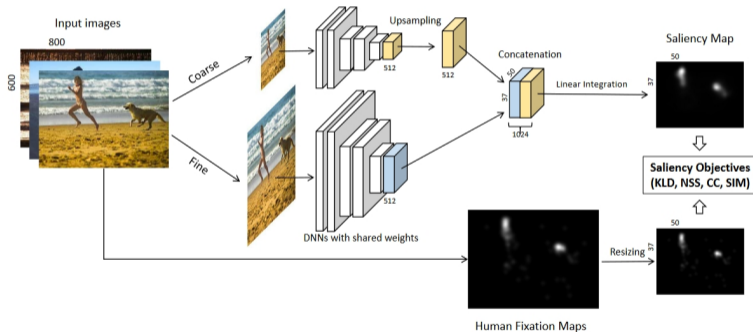 Input images
800
600
Coarse
Fine
Upsampling
512
512
Concatenation
50
37
1024
Linear Integration
Saliency Map
50
37
512
DNNs with shared weights
Saliency Objectives
(KLD, NSS, CC, SIM)
50
37
Resizing
Human Fixation Maps